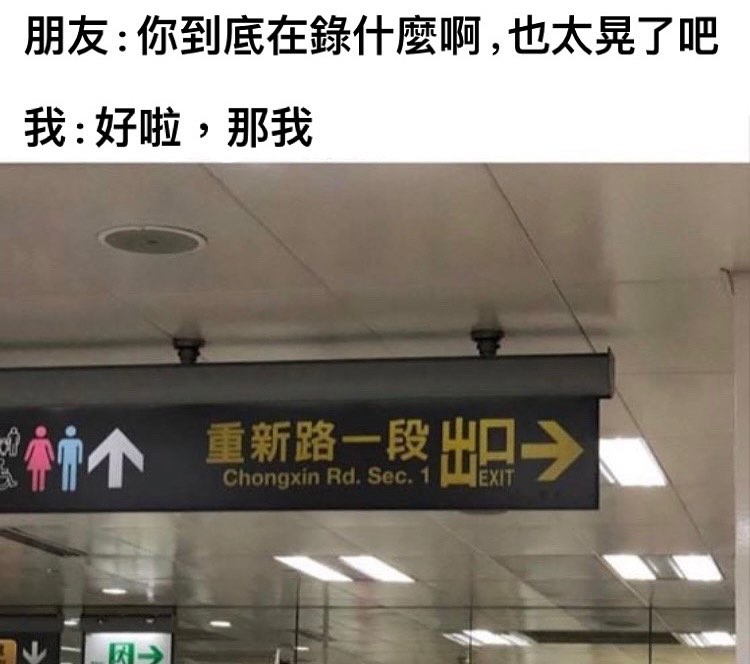 朋友:你到底在錄什麼啊,也太晃了吧
我:好啦，那我
重新路一段
Chongxin Rd. Sec. 1
出口
EXIT